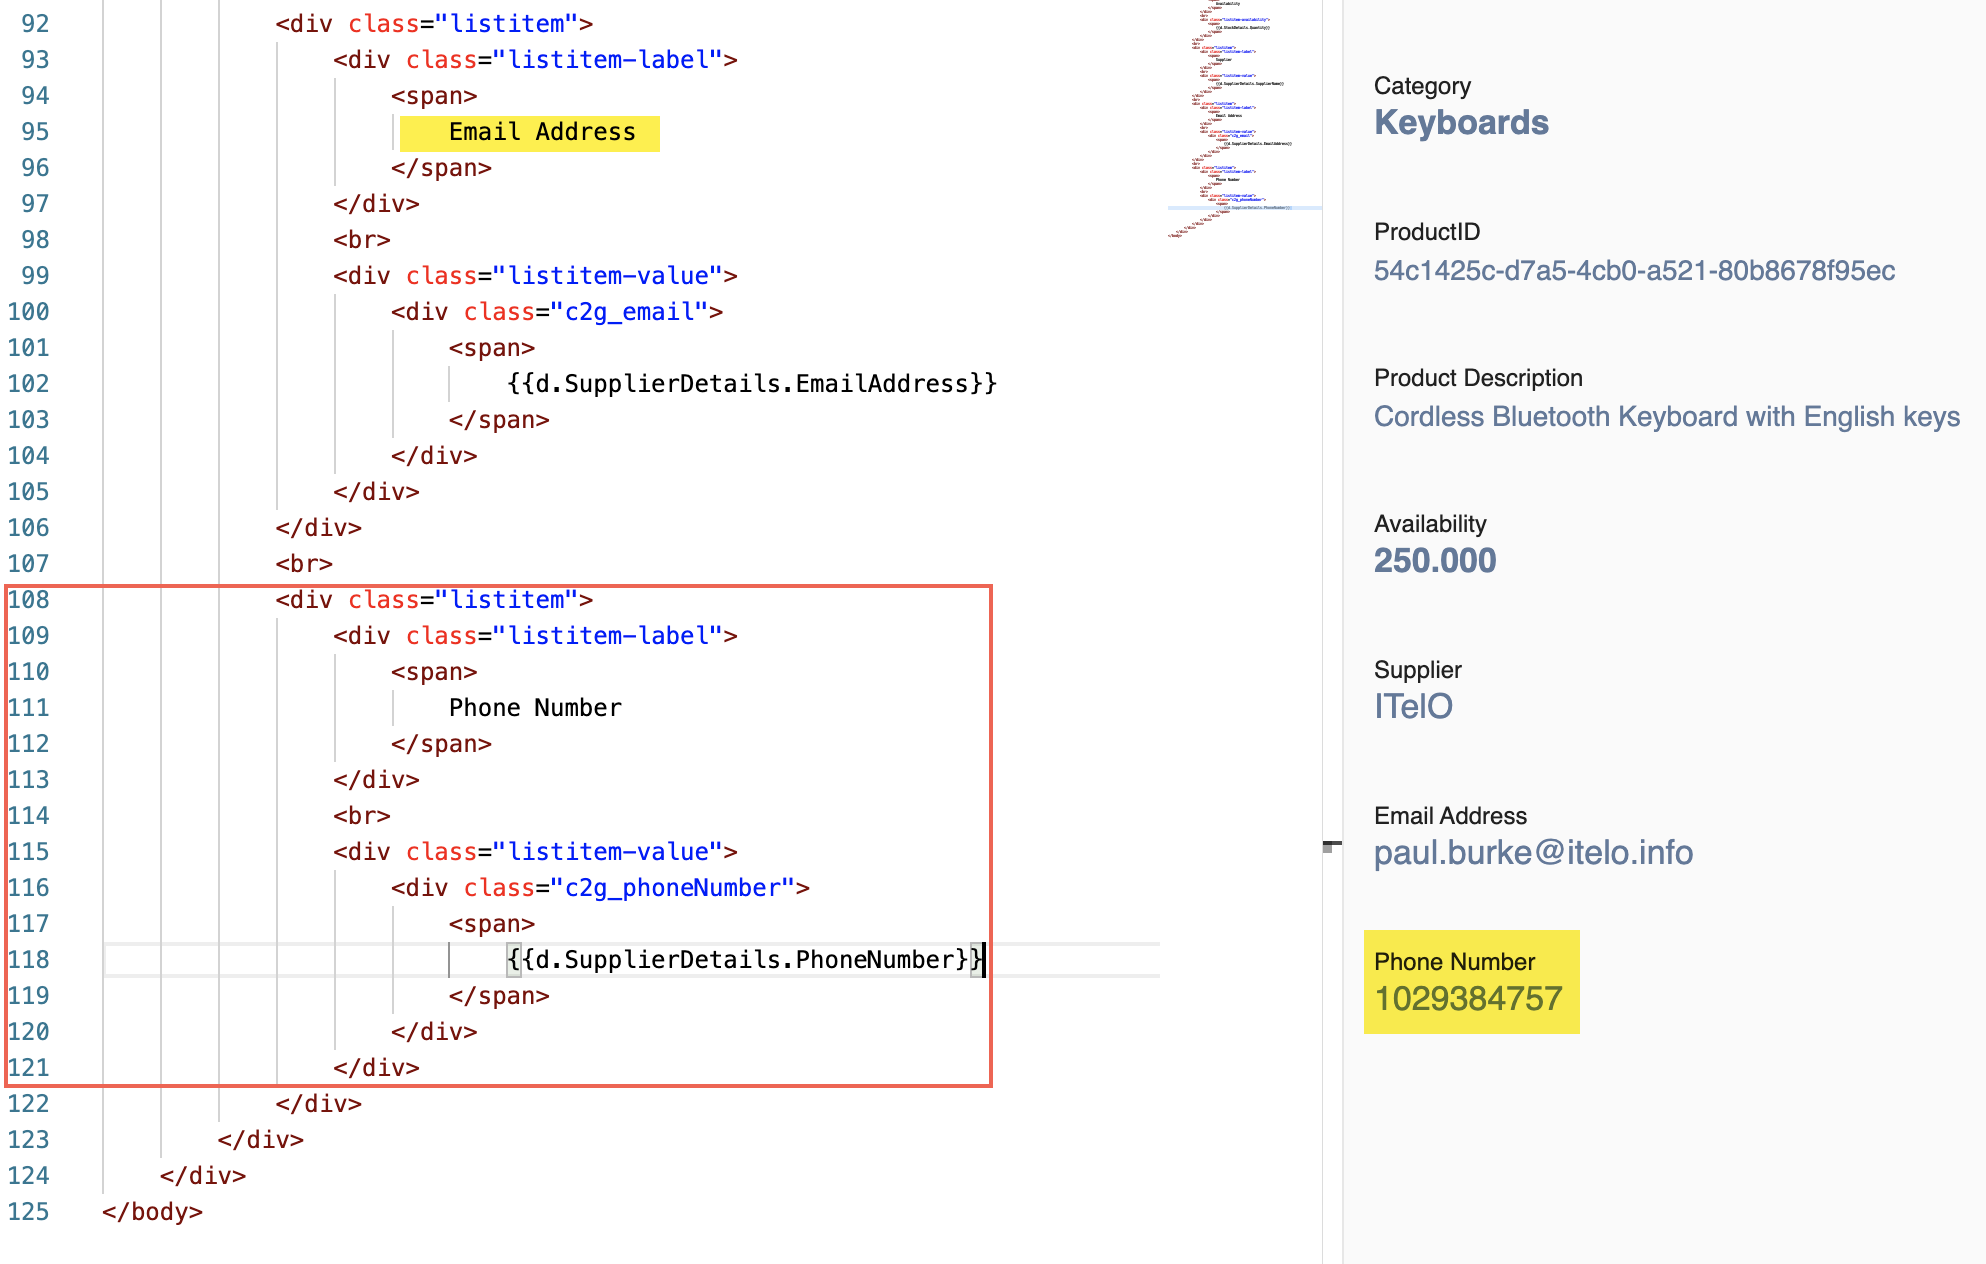 92 <div class="listitem">
93 <div class="listitem-label">
94 <span>
95 Email Address
96 </span>
97 </div>
98 <br>
99 <div class="listitem-value">
100 <div class="c2g_email">
101 <span>
102 {{d.SupplierDetails.EmailAddress}}
103 </span>
104 </div>
105 </div>
106 </div>
107 <br>
108 <div class="listitem">
109 <div class="listitem-label">
110 <span>
111 Phone Number
112 </span>
113 </div>
114 <br>
115 <div class="listitem-value">
116 <div class="c2g_phoneNumber">
117 <span>
118 {{d.SupplierDetails.PhoneNumber}}
119 </span>
120 </div>
121 </div>
122 </div>
123 </div>
124 </div>
125 </body>
Category
Keyboards
ProductID
54c1425c-d7a5-4cb0-a521-80b8678f95ec
Product Description
Cordless Bluetooth Keyboard with English keys
Availability
250.000
Supplier
ITelO
Email Address
paul.burke@itelo.info
Phone Number
1029384757